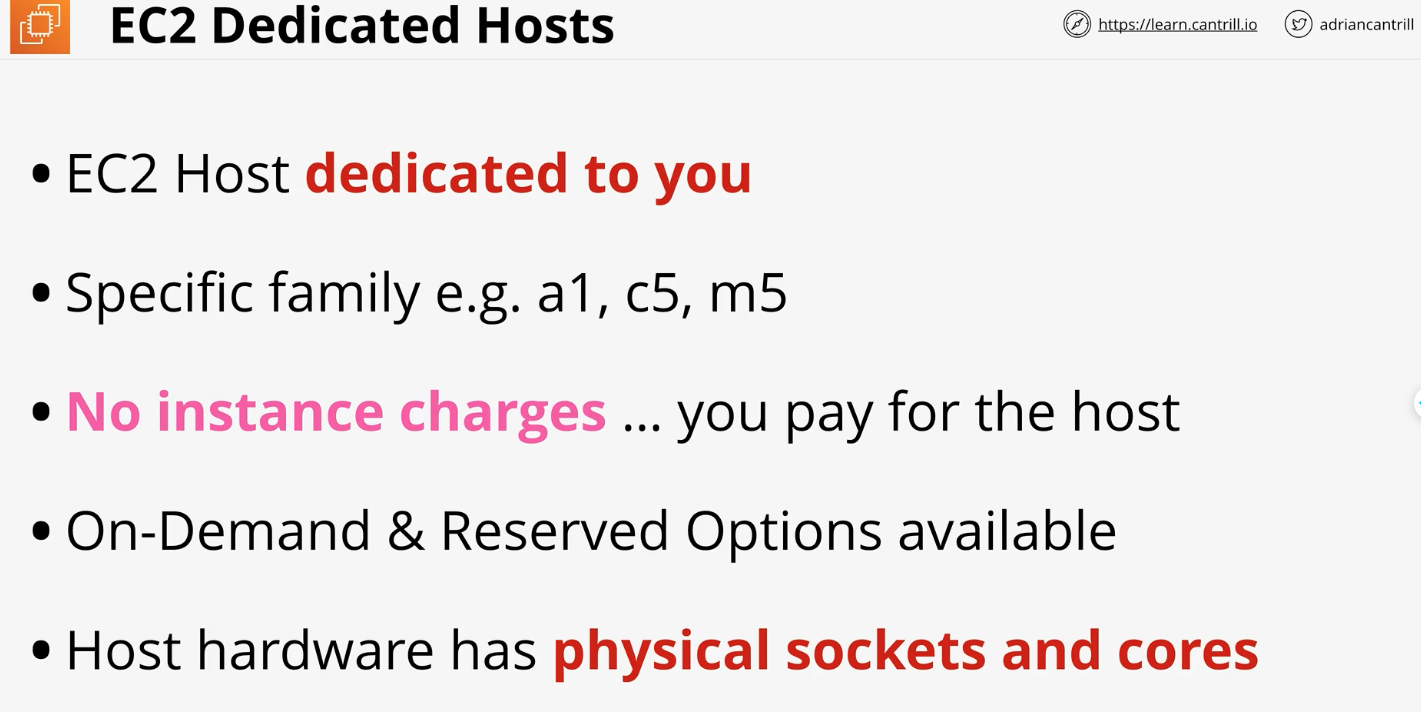 EC2 Dedicated Hosts
https://learn.cantrill.io
adriancantrill
• EC2 Host dedicated to you
• Specific family e.g. a1, c5, m5
• No instance charges ... you pay for the host
• On-Demand & Reserved Options available
• Host hardware has physical sockets and cores